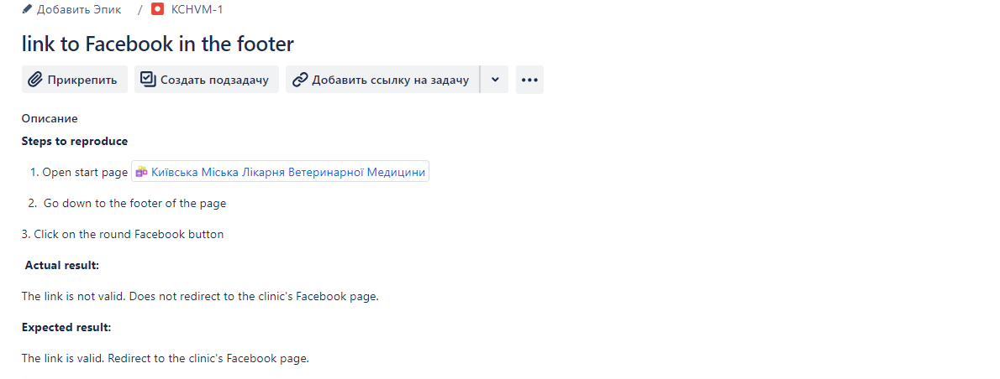 Добавить Эпик / KCHVM-1
link to Facebook in the footer
Прикрепить Создать подзадачу Добавить ссылку на задачу
Описание
Steps to reproduce
1. Open start page Київська Міська Лікарня Ветеринарної Медицини
2. Go down to the footer of the page
3. Click on the round Facebook button
Actual result:
The link is not valid. Does not redirect to the clinic's Facebook page.
Expected result:
The link is valid. Redirect to the clinic's Facebook page.